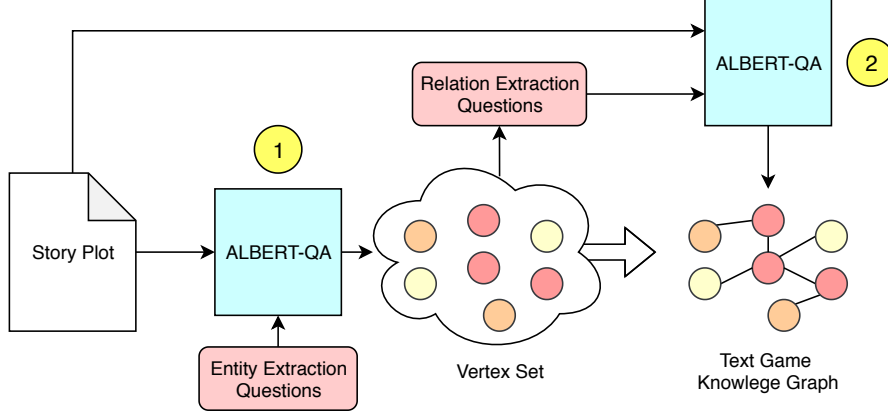 ALBERT-QA
2
Relation Extraction
Questions
1
Story Plot
ALBERT-QA
Entity Extraction
Questions
Vertex Set
Text Game
Knowlege Graph